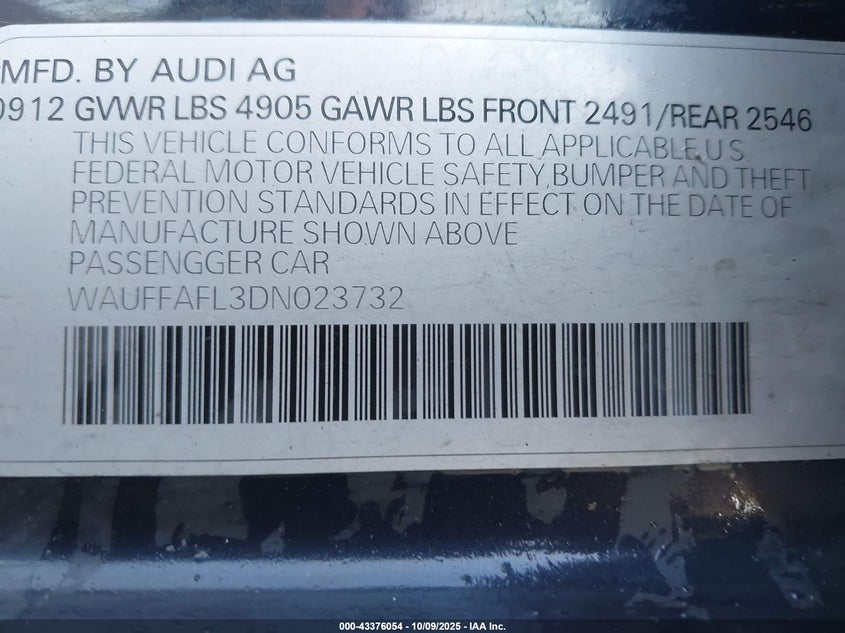 MFD. BY AUDI AG
0912 GVWR LBS 4905 GAWR LBS FRONT 2491/REAR 2546
THIS VEHICLE CONFORMS TO ALL APPLICABLE U.S.
FEDERAL MOTOR VEHICLE SAFETY, BUMPER AND THEFT
PREVENTION STANDARDS IN EFFECT ON THE DATE OF
MANUFACTURE SHOWN ABOVE
PASSENGGER CAR
WAUFFAFL3DN023732
000-43376054 - 10/09/2025 - IAA Inc.